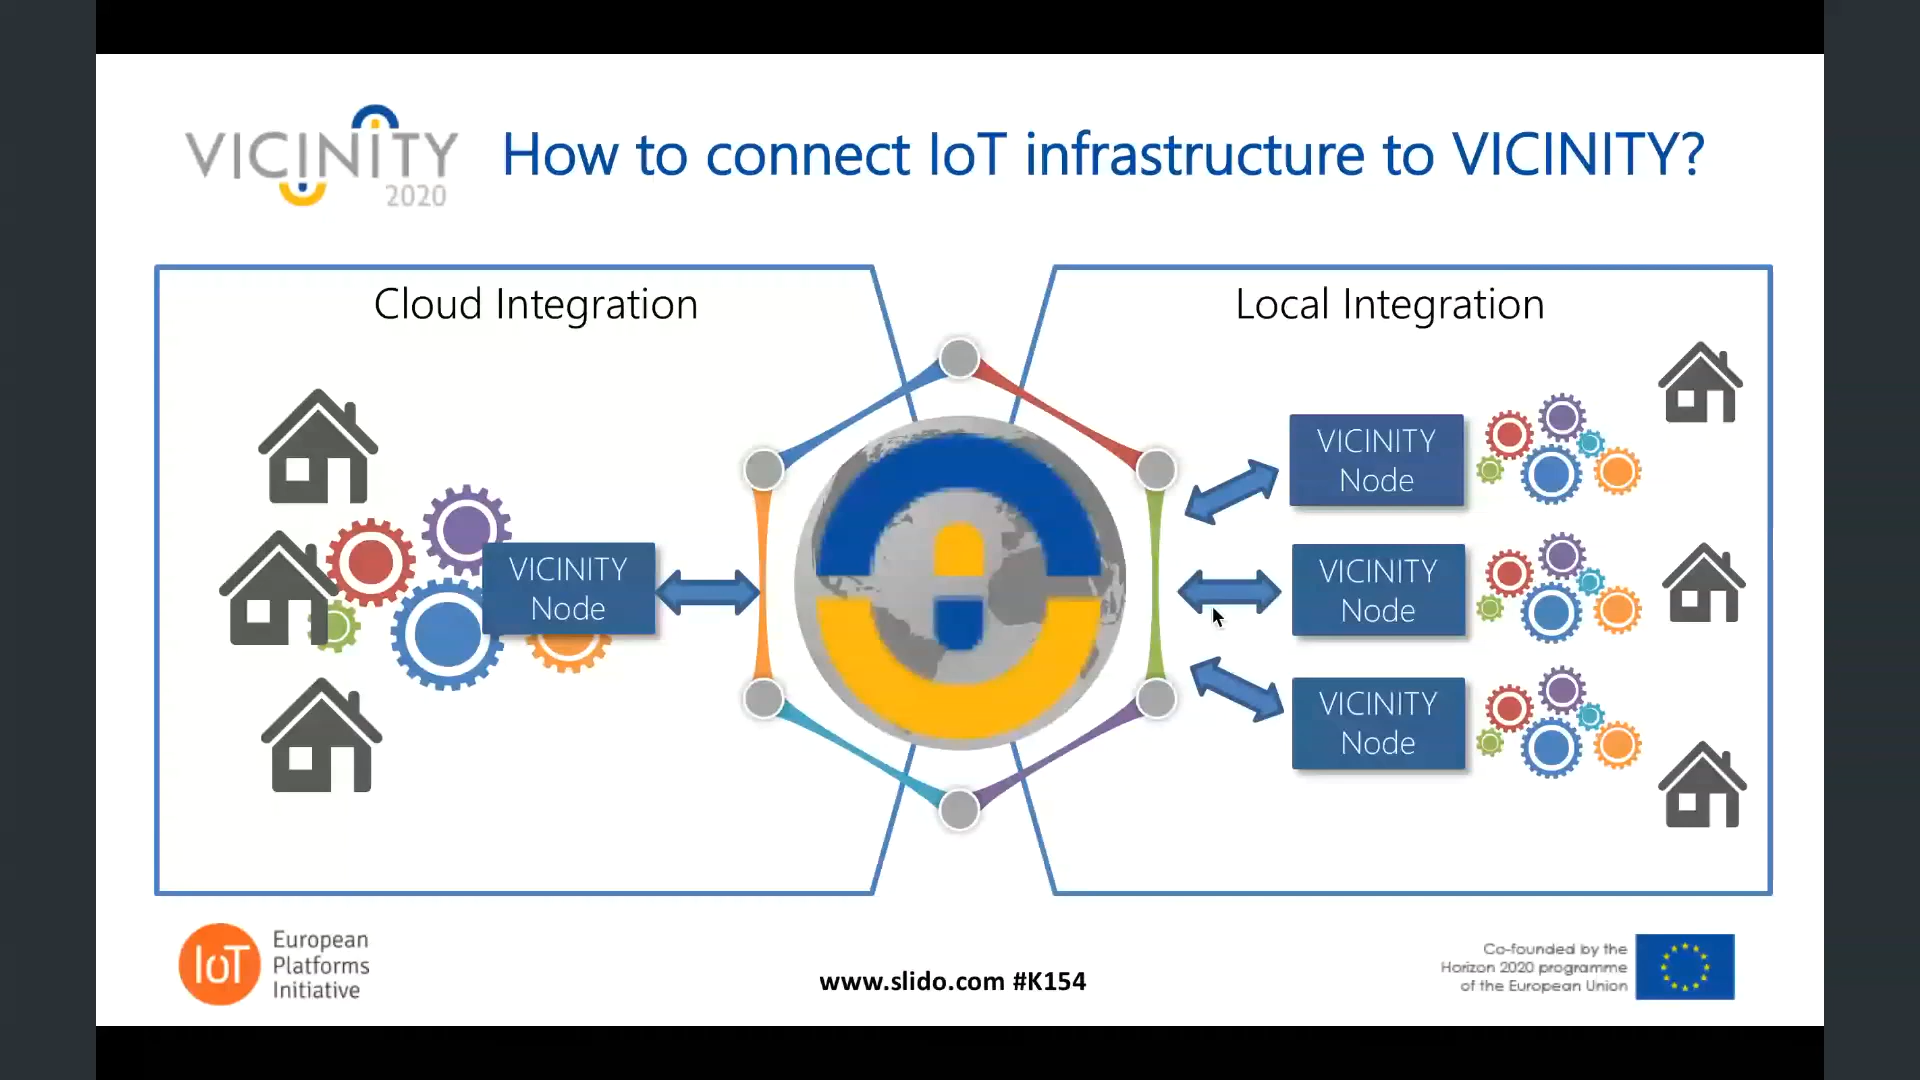 VICINITY
2020
How to connect IoT infrastructure to VICINITY?
Cloud Integration
VICINITY
Node
Local Integration
VICINITY
Node
VICINITY
Node
VICINITY
Node
IoT
European
Platforms
Initiative
www.slido.com #K154
Co-founded by the
Horizon 2020 programme
of the European Union